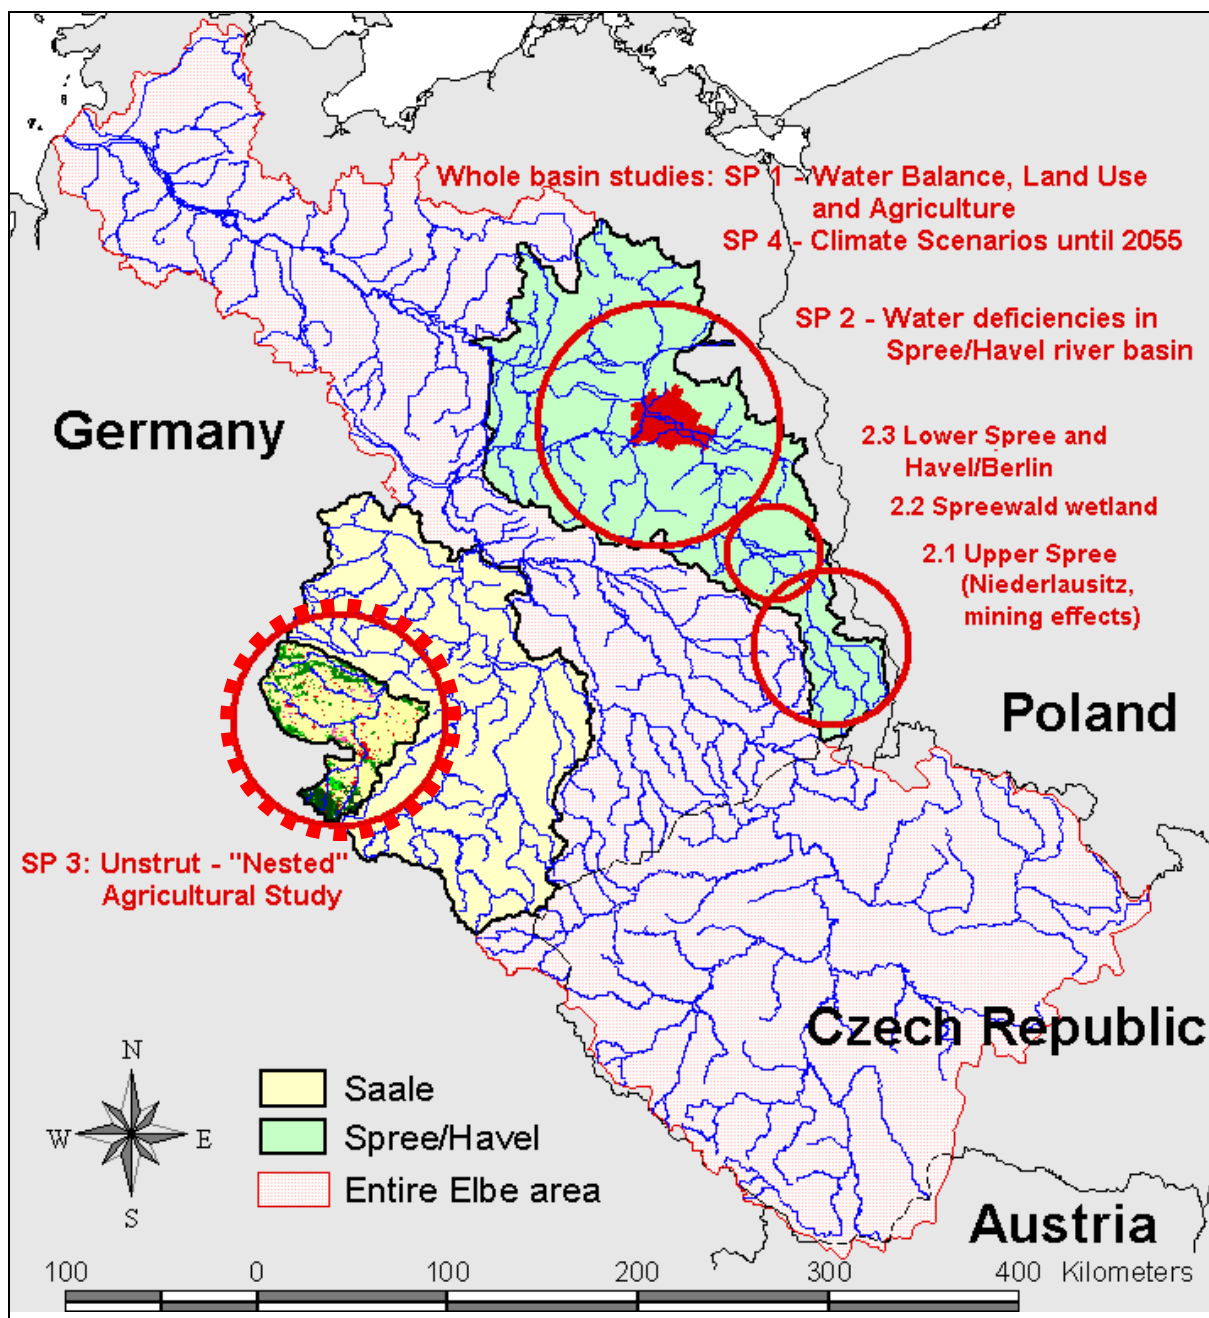 Whole basin studies: SP 1 - Water Balance, Land Use
and Agriculture
SP 4 - Climate Scenarios until 2055
SP 2 - Water deficiencies in
Spree/Havel river basin
Germany
2.3 Lower Spree and
Havel/Berlin
2.2 Spreewald wetland
2.1 Upper Spree
(Niederlausitz,
mining effects)
Poland
SP 3: Unstrut - "Nested"
Agricultural Study
Czech Republic
N
W E
S
Saale
Spree/Havel
Entire Elbe area
Austria
100 0 100 200 300 400 Kilometers